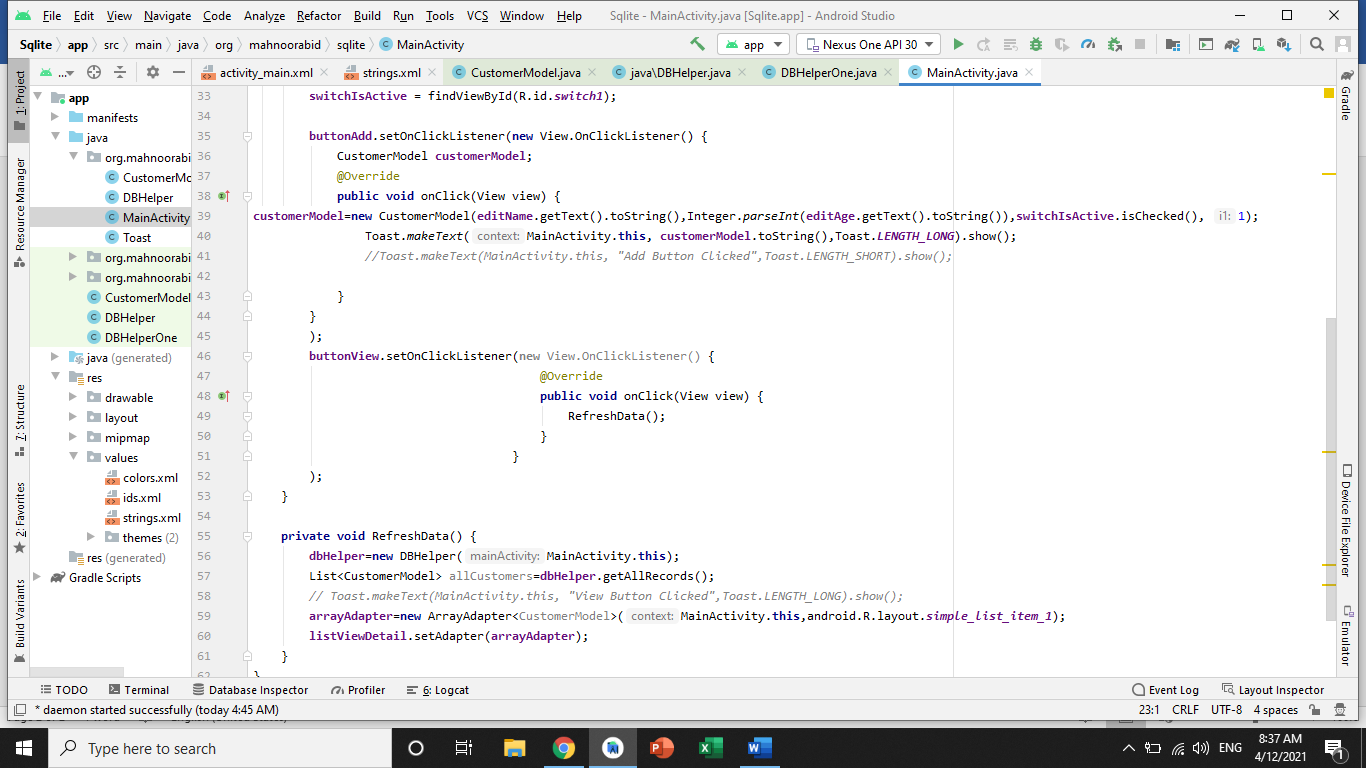 File Edit View Navigate Code Analyze Refactor Build Run Tools VCS Window Help Sqlite - MainActivity.java [Sqlite.app] - Android Studio
Sqlite app src main java org mahnoorabid sqlite MainActivity app Nexus One API 30
... activity_main.xml strings.xml CustomerModel.java java\DBHelper.java DBHelperOne.java MainActivity.java
1: Project
Resource Manager
7: Structure
2: Favorites
Build Variants
app
manifests
java
org.mahnoorabi
CustomerMo
DBHelper
MainActivity
Toast
org.mahnoorabi
org.mahnoorabi
CustomerModel
DBHelper
DBHelperOne
java (generated)
res
drawable
layout
mipmap
values
colors.xml
ids.xml
strings.xml
themes (2)
res (generated)
Gradle Scripts
33 switchIsActive = findViewById(R.id.switch1);
34
35 buttonAdd.setOnClickListener(new View.OnClickListener() {
36 CustomerModel customerModel;
37 @Override
38 public void onClick(View view) {
39 customerModel=new CustomerModel(editName.getText().toString(),Integer.parseInt(editAge.getText().toString()),switchIsActive.isChecked(), i1: 1);
40 Toast.makeText( context: MainActivity.this, customerModel.toString(),Toast.LENGTH_LONG).show();
41 //Toast.makeText(MainActivity.this, "Add Button Clicked",Toast.LENGTH_SHORT).show();
42
43 }
44 }
45 );
46 buttonView.setOnClickListener(new View.OnClickListener() {
47 @Override
48 public void onClick(View view) {
49 RefreshData();
50 }
51 }
52 );
53 }
54
55 private void RefreshData() {
56 dbHelper=new DBHelper( mainActivity: MainActivity.this);
57 List<CustomerModel> allCustomers=dbHelper.getAllRecords();
58 // Toast.makeText(MainActivity.this, "View Button Clicked",Toast.LENGTH_LONG).show();
59 arrayAdapter=new ArrayAdapter<CustomerModel>( context: MainActivity.this,android.R.layout.simple_list_item_1);
60 listViewDetail.setAdapter(arrayAdapter);
61 }
62 }
Gradle
Device File Explorer
Emulator
TODO Terminal Database Inspector Profiler 6: Logcat Event Log Layout Inspector
* daemon started successfully (today 4:45 AM) 23:1 CRLF UTF-8 4 spaces
Type here to search ENG 8:37 AM
4/12/2021 1